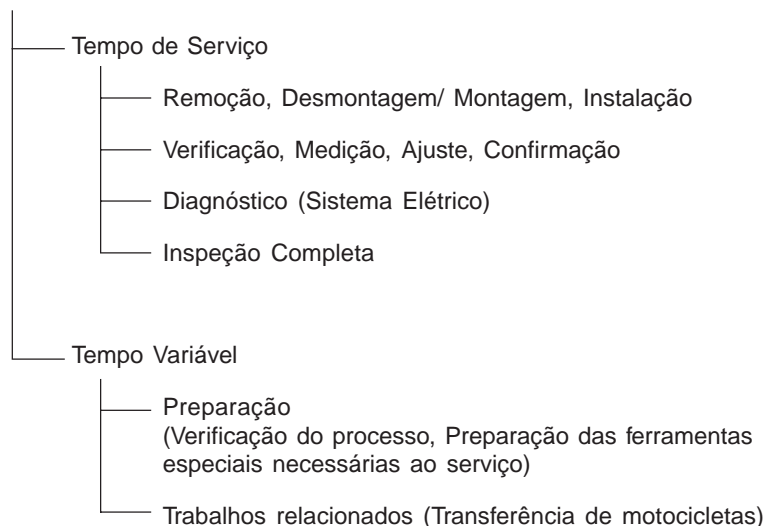 Tempo de Serviço
Remoção, Desmontagem/ Montagem, Instalação
Verificação, Medição, Ajuste, Confirmação
Diagnóstico (Sistema Elétrico)
Inspeção Completa
Tempo Variável
Preparação
(Verificação do processo, Preparação das ferramentas
especiais necessárias ao serviço)
Trabalhos relacionados (Transferência de motocicletas)